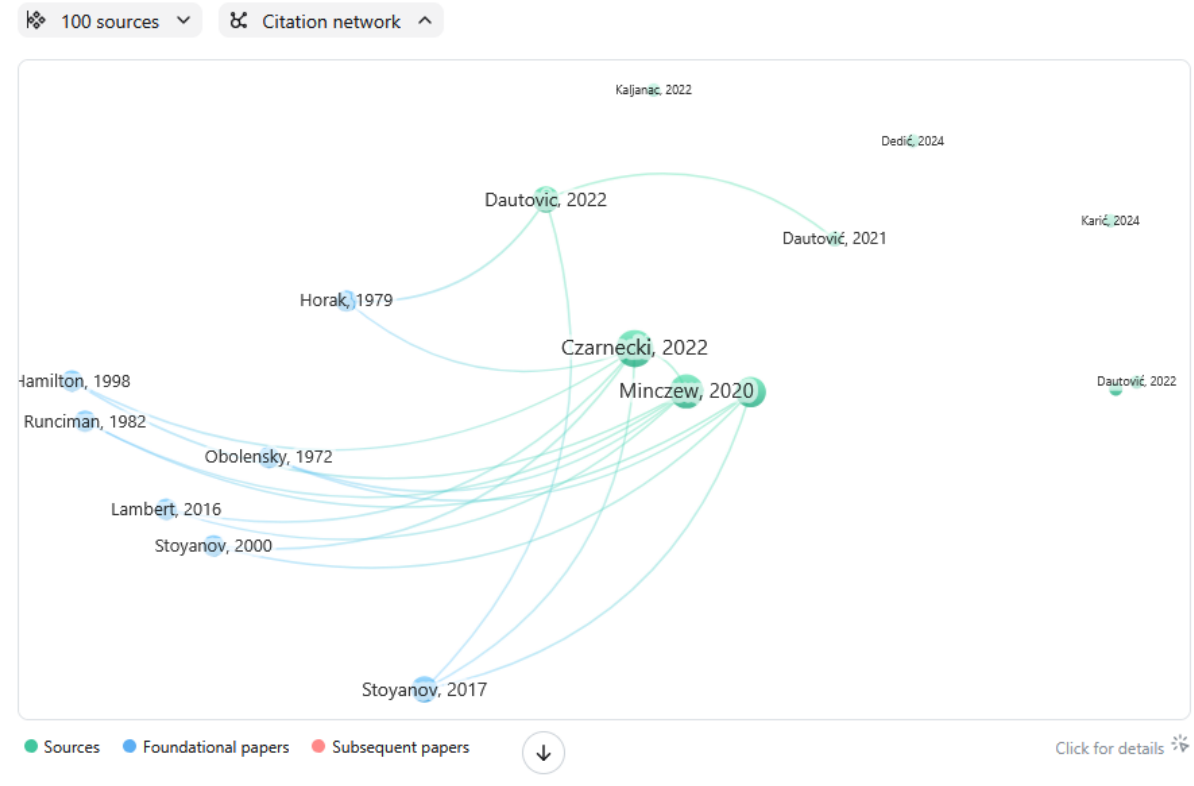 100 sources
Citation network
Kaljanac, 2022
Dedić, 2024
Dautovic, 2022
Karić, 2024
Dautović, 2021
Horak, 1979
Czarnecki, 2022
Hamilton, 1998
Dautović, 2022
Minczew, 2020
Runciman, 1982
Obolensky, 1972
Lambert, 2016
Stoyanov, 2000
Stoyanov, 2017
Sources
Foundational papers
Subsequent papers
Click for details